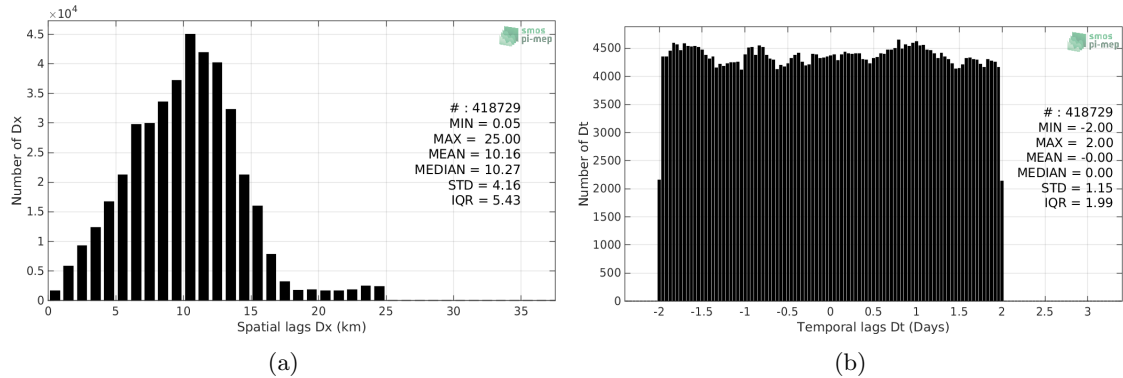 ×10⁴
4.5
4
3.5
3
2.5
2
1.5
1
0.5
0
Number of Dx
smos
pi-mep
# : 418729
MIN = 0.05
MAX = 25.00
MEAN = 10.16
MEDIAN = 10.27
STD = 4.16
IQR = 5.43
0 5 10 15 20 25 30 35
Spatial lags Dx (km)
(a)
4500
4000
3500
3000
2500
2000
1500
1000
500
0
Number of Dt
smos
pi-mep
# : 418729
MIN = -2.00
MAX = 2.00
MEAN = -0.00
MEDIAN = 0.00
STD = 1.15
IQR = 1.99
-2 -1.5 -1 -0.5 0 0.5 1 1.5 2 2.5 3
Temporal lags Dt (Days)
(b)